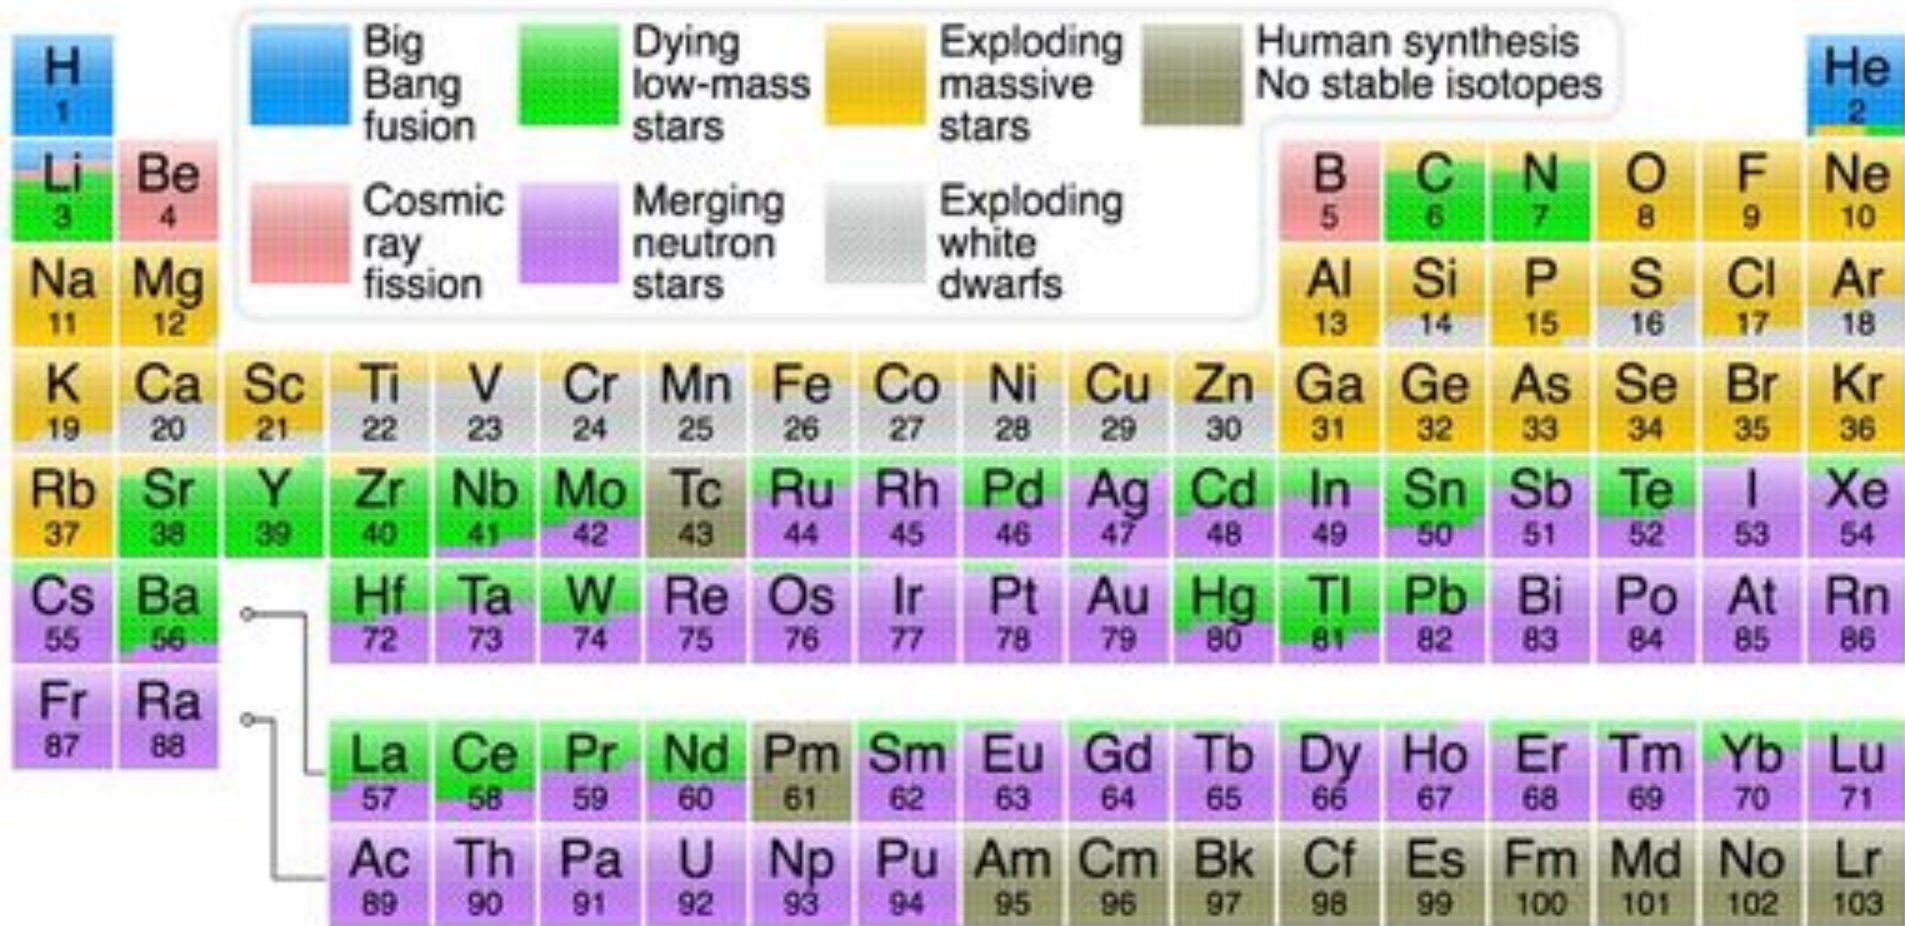 H
1
Big
Bang
fusion
Dying
low-mass
stars
Exploding
massive
stars
Human synthesis
No stable isotopes
He
2
Li
3
Be
4
Cosmic
ray
fission
Merging
neutron
stars
Exploding
white
dwarfs
B C N O F Ne
5 6 7 8 9 10
Na Mg
11 12
Al Si P S Cl Ar
13 14 15 16 17 18
K Ca Sc Ti V Cr Mn Fe Co Ni Cu Zn Ga Ge As Se Br Kr
19 20 21 22 23 24 25 26 27 28 29 30 31 32 33 34 35 36
Rb Sr Y Zr Nb Mo Tc Ru Rh Pd Ag Cd In Sn Sb Te I Xe
37 38 39 40 41 42 43 44 45 46 47 48 49 50 51 52 53 54
Cs Ba Hf Ta W Re Os Ir Pt Au Hg Tl Pb Bi Po At Rn
55 56 72 73 74 75 76 77 78 79 80 81 82 83 84 85 86
Fr Ra
87 88
La Ce Pr Nd Pm Sm Eu Gd Tb Dy Ho Er Tm Yb Lu
57 58 59 60 61 62 63 64 65 66 67 68 69 70 71
Ac Th Pa U Np Pu Am Cm Bk Cf Es Fm Md No Lr
89 90 91 92 93 94 95 96 97 98 99 100 101 102 103